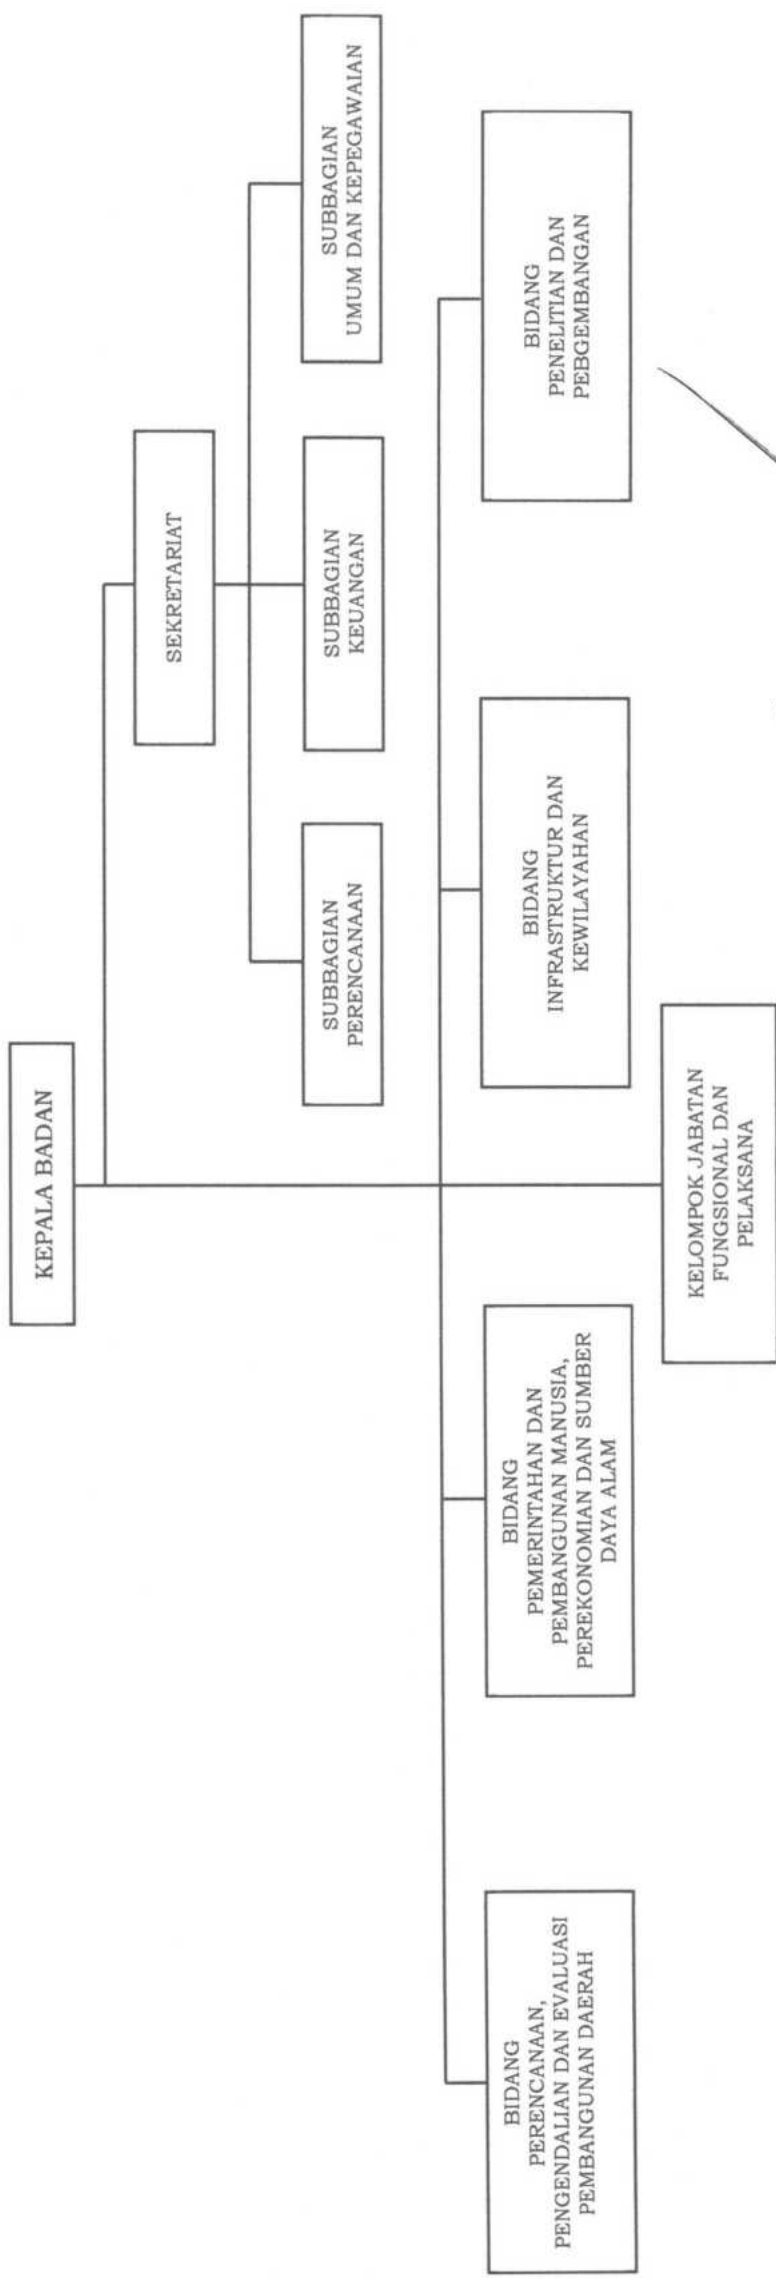 KEPALA BADAN
SEKRETARIAT
SUBBAGIAN
PERENCANAAN
SUBBAGIAN
KEUANGAN
SUBBAGIAN
UMUM DAN KEPEGAWAIAN
BIDANG
PERENCANAAN,
PENGENDALIAN DAN EVALUASI
PEMBANGUNAN DAERAH
BIDANG
PEMERINTAHAN DAN
PEMBANGUNAN MANUSIA,
PEREKONOMIAN DAN SUMBER
DAYA ALAM
BIDANG
INFRASTRUKTUR DAN
KEWILAYAHAN
BIDANG
PENELITIAN DAN
PEBGEMBANGAN
KELOMPOK JABATAN
FUNGSIONAL DAN
PELAKSANA